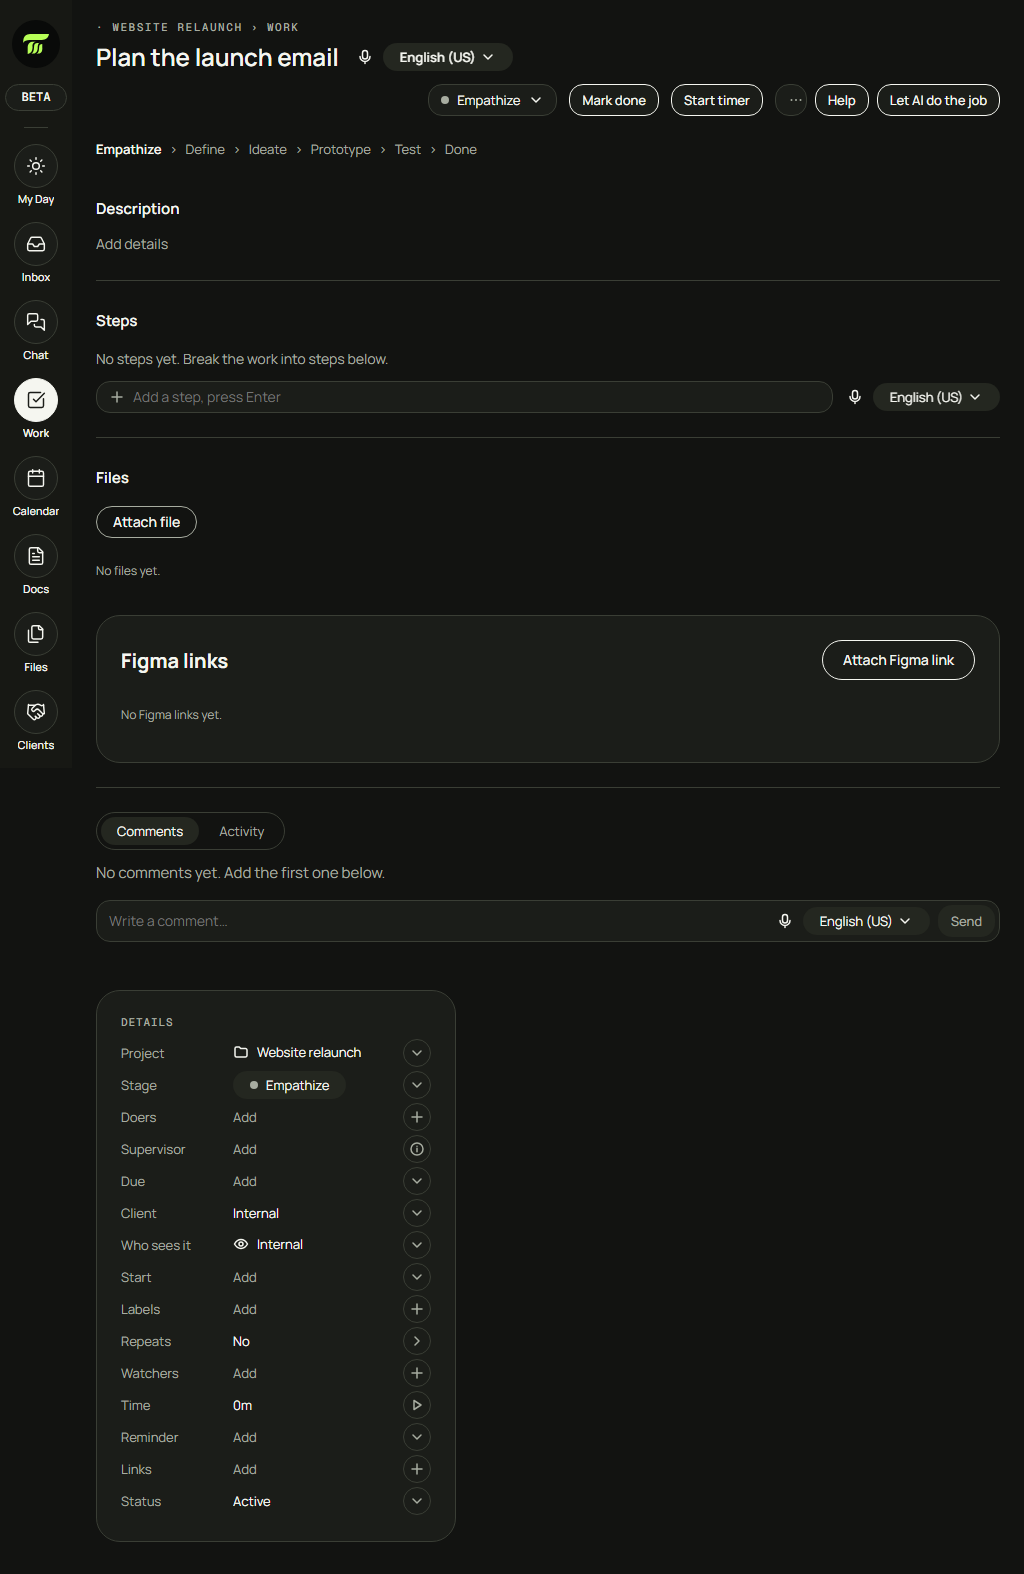 · WEBSITE RELAUNCH › WORK
Plan the launch email
English (US)
BETA
Empathize
Mark done
Start timer
...
Help
Let AI do the job
Empathize › Define › Ideate › Prototype › Test › Done
My Day
Inbox
Chat
Work
Calendar
Docs
Files
Clients
Description
Add details
Steps
No steps yet. Break the work into steps below.
Add a step, press Enter
English (US)
Files
Attach file
No files yet.
Figma links
Attach Figma link
No Figma links yet.
Comments
Activity
No comments yet. Add the first one below.
Write a comment...
English (US)
Send
DETAILS
Project Website relaunch
Stage Empathize
Doers Add
Supervisor Add
Due Add
Client Internal
Who sees it Internal
Start Add
Labels Add
Repeats No
Watchers Add
Time 0m
Reminder Add
Links Add
Status Active